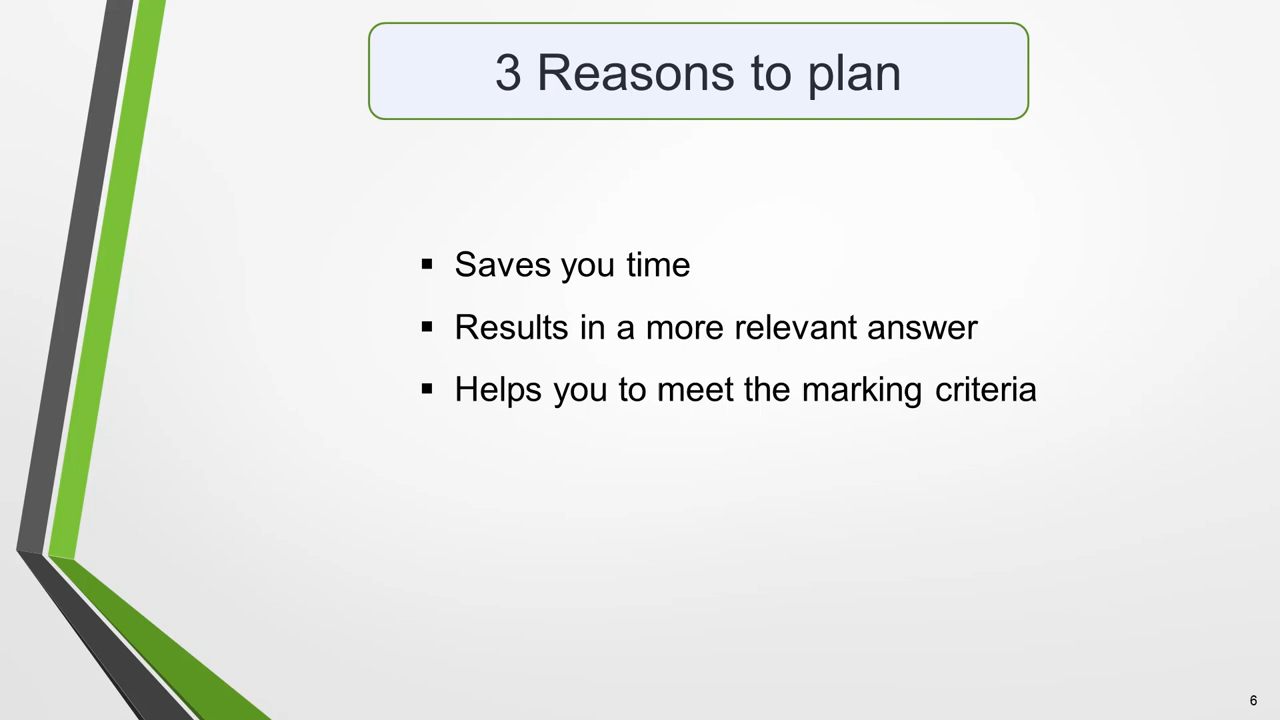 3 Reasons to plan
▪ Saves you time
▪ Results in a more relevant answer
▪ Helps you to meet the marking criteria
6